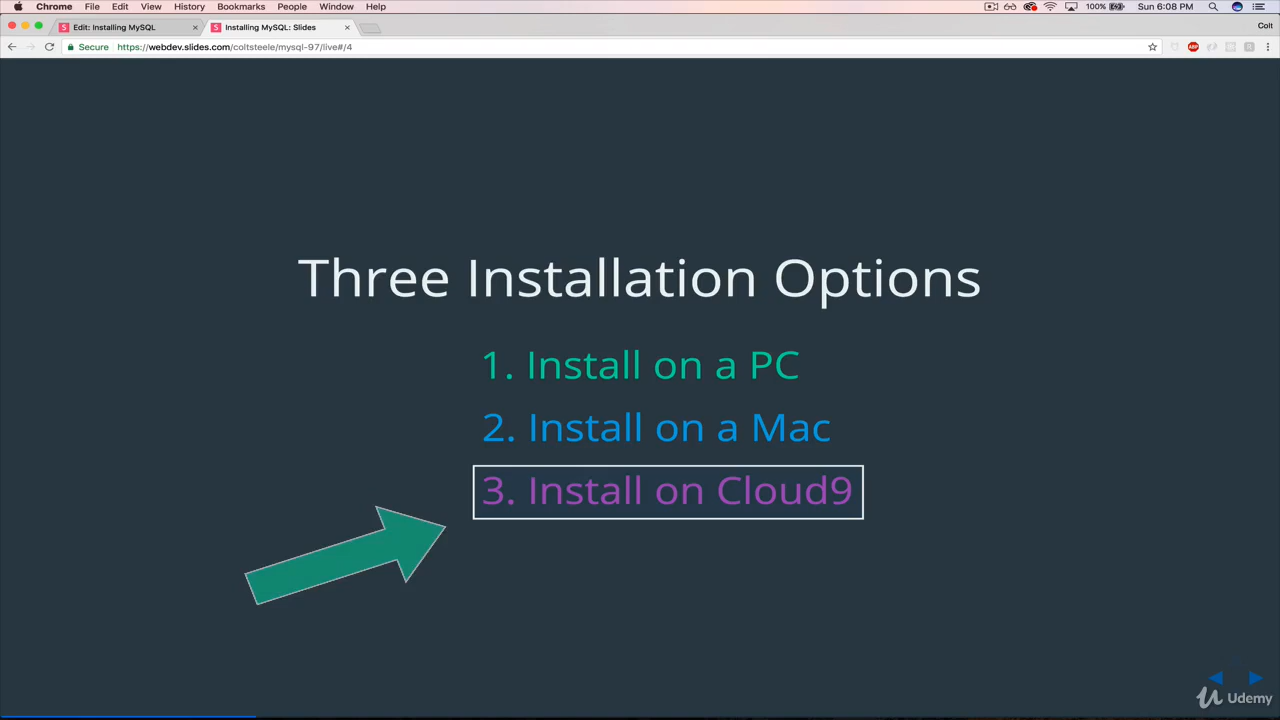 Chrome File Edit View History Bookmarks People Window Help 100% Sun 6:08 PM
Edit: Installing MySQL × Installing MySQL: Slides × Colt
Secure https://webdev.slides.com/coltsteele/mysql-97/live#/4 ABP
Three Installation Options
1. Install on a PC
2. Install on a Mac
3. Install on Cloud9
Udemy